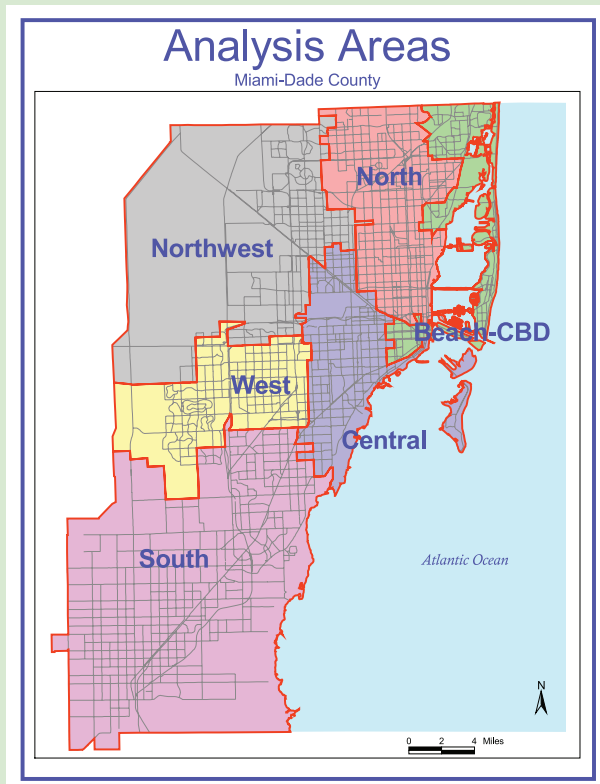 Analysis Areas
Miami-Dade County
North
Northwest
Beach-CBD
West
Central
South
Atlantic Ocean
N
0 2 4 Miles